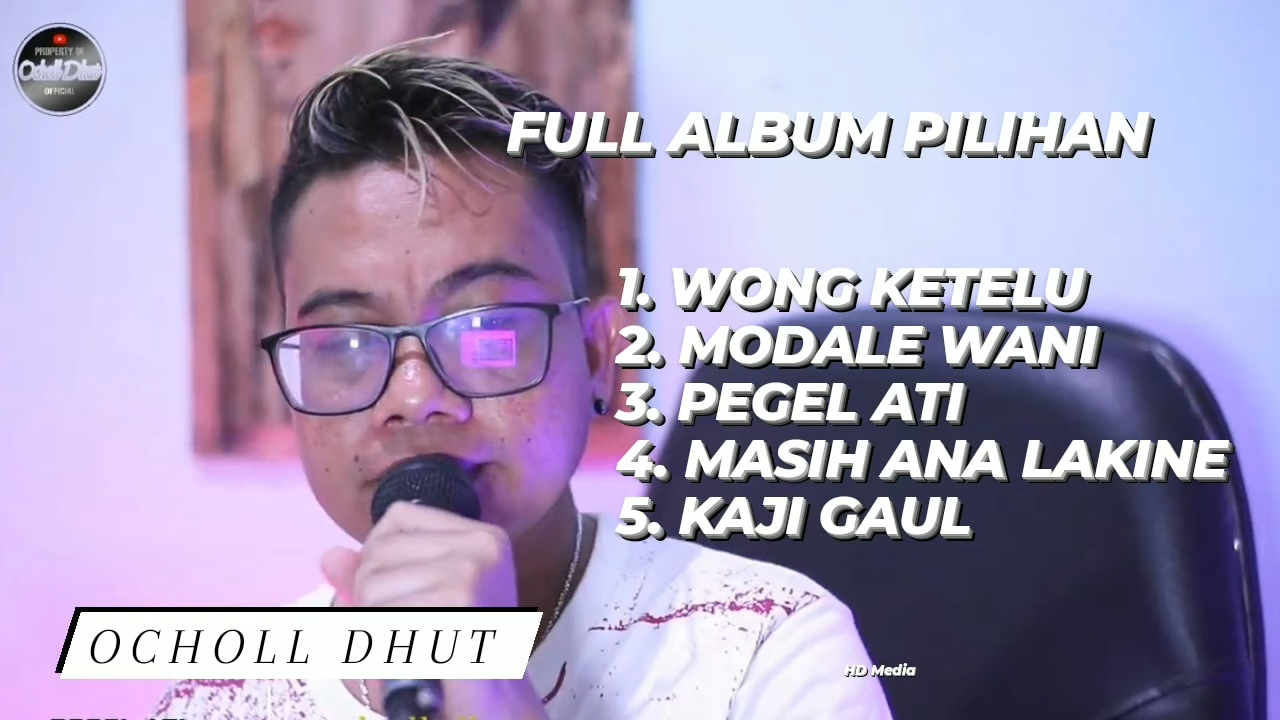 PROPERTY OF
Ocholl Dhut
OFFICIAL
FULL ALBUM PILIHAN
1. WONG KETELU
2. MODALE WANI
3. PEGEL ATI
4. MASIH ANA LAKINE
5. KAJI GAUL
OCHOLL DHUT
HD Media